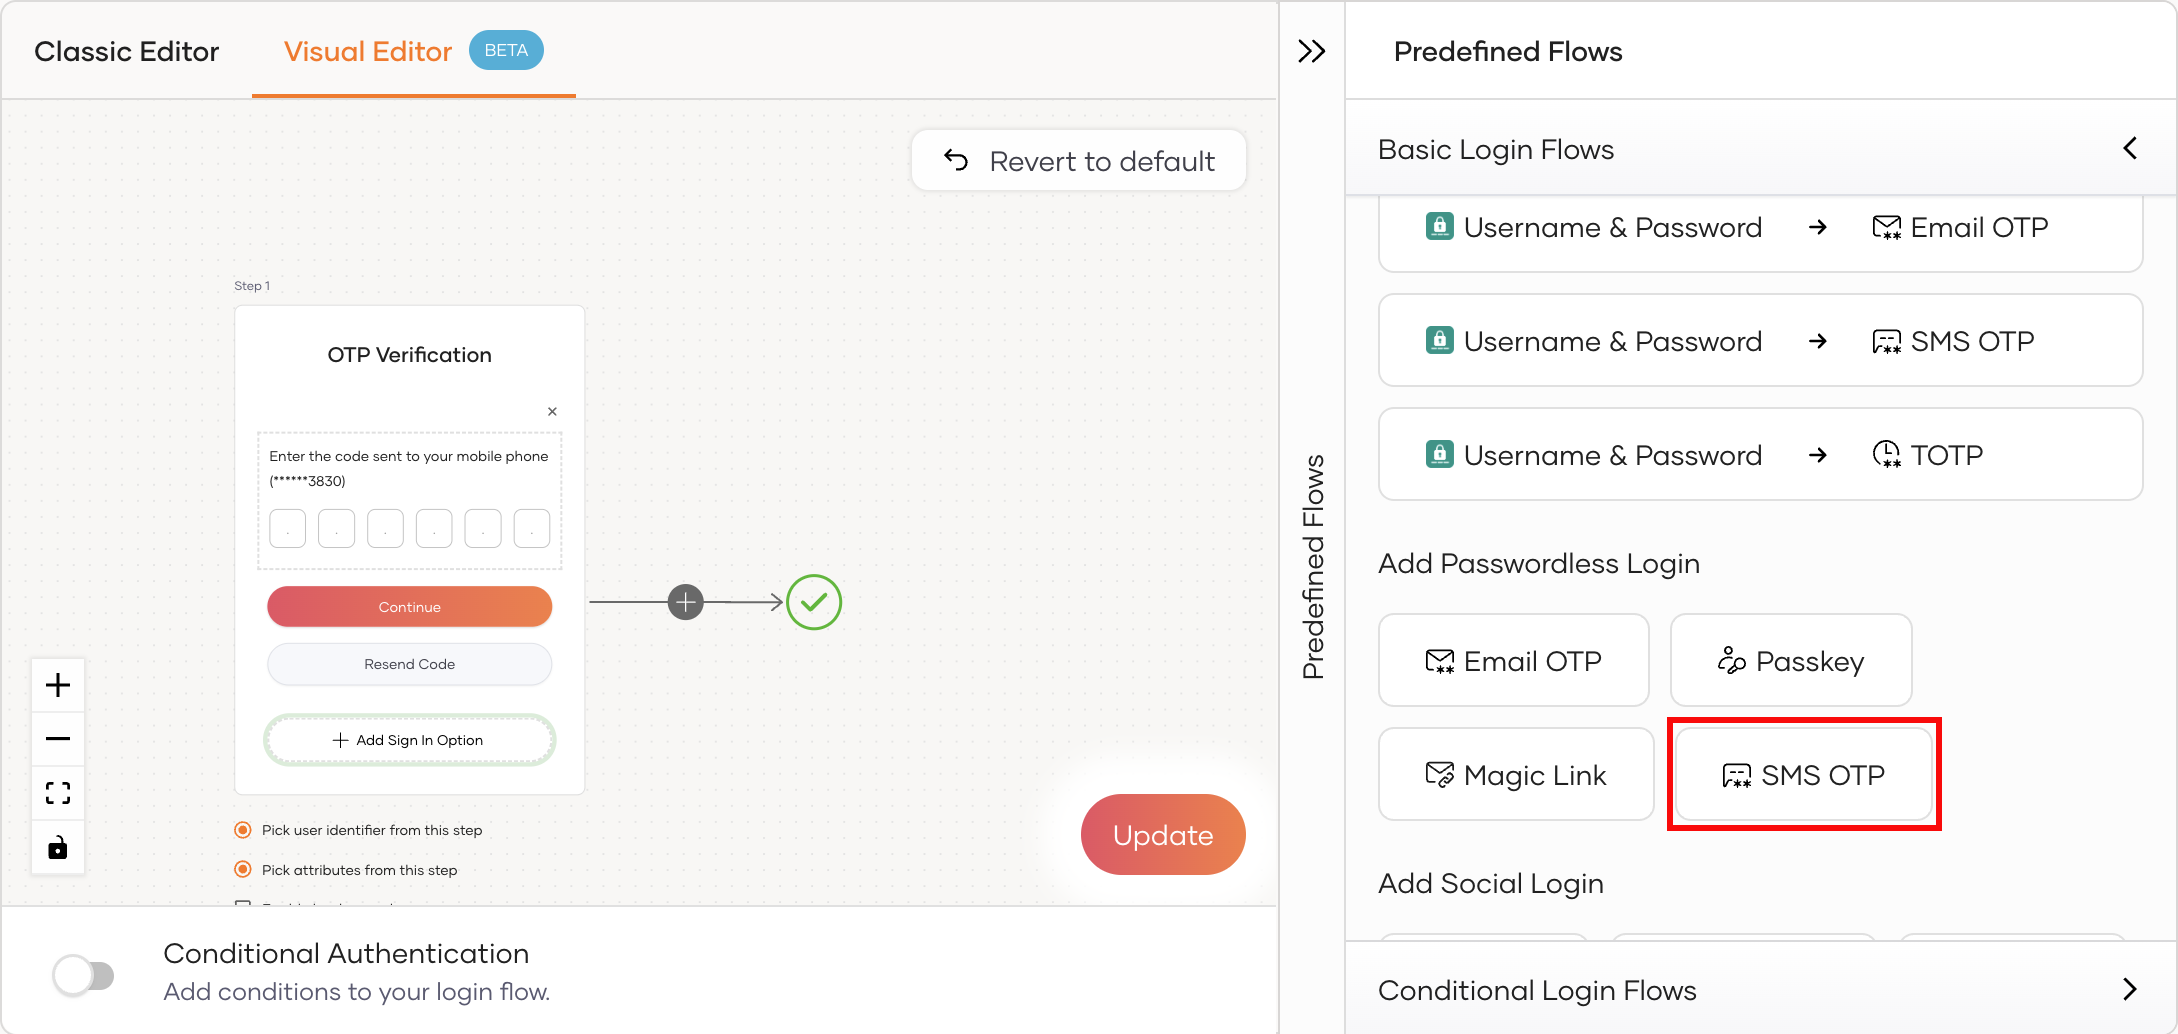 Classic Editor
Visual Editor BETA
Revert to default
Step 1
OTP Verification
×
Enter the code sent to your mobile phone
(******3830)
Continue
Resend Code
Add Sign In Option
Pick user identifier from this step
Pick attributes from this step
Update
Conditional Authentication
Add conditions to your login flow.
Predefined Flows
Predefined Flows
Basic Login Flows
Username & Password → Email OTP
Username & Password → SMS OTP
Username & Password → TOTP
Add Passwordless Login
Email OTP
Passkey
Magic Link
SMS OTP
Add Social Login
Conditional Login Flows